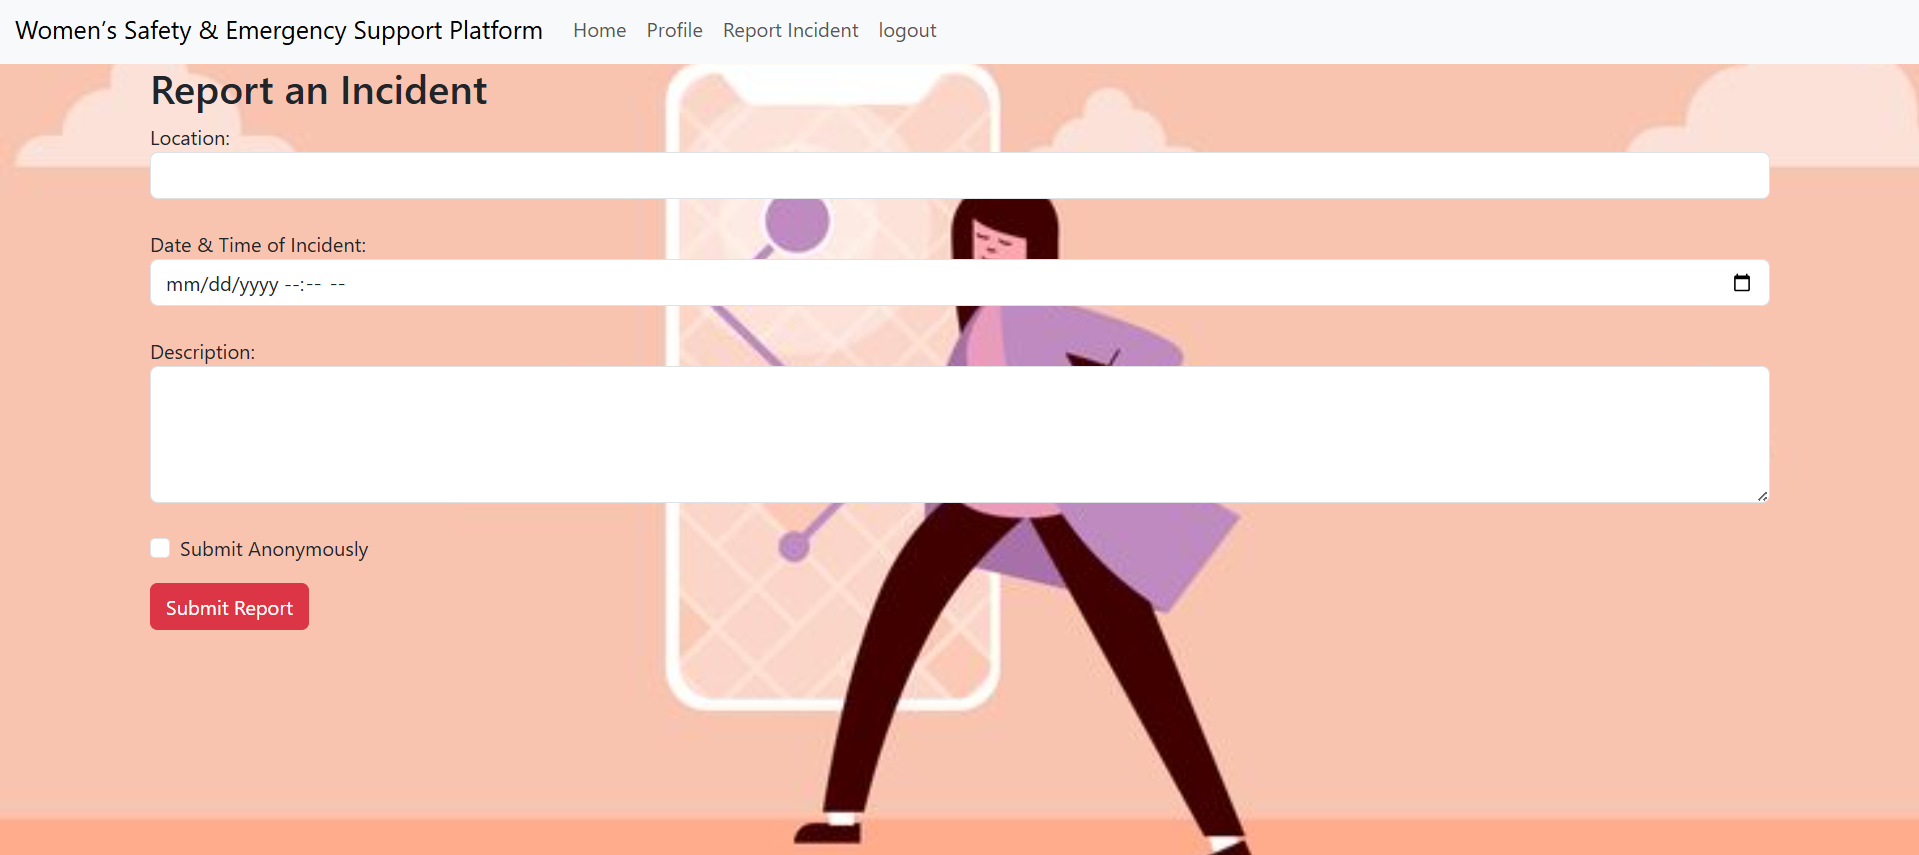 Women’s Safety & Emergency Support Platform Home Profile Report Incident logout
Report an Incident
Location:
Date & Time of Incident:
mm/dd/yyyy --:-- --
Description:
Submit Anonymously
Submit Report